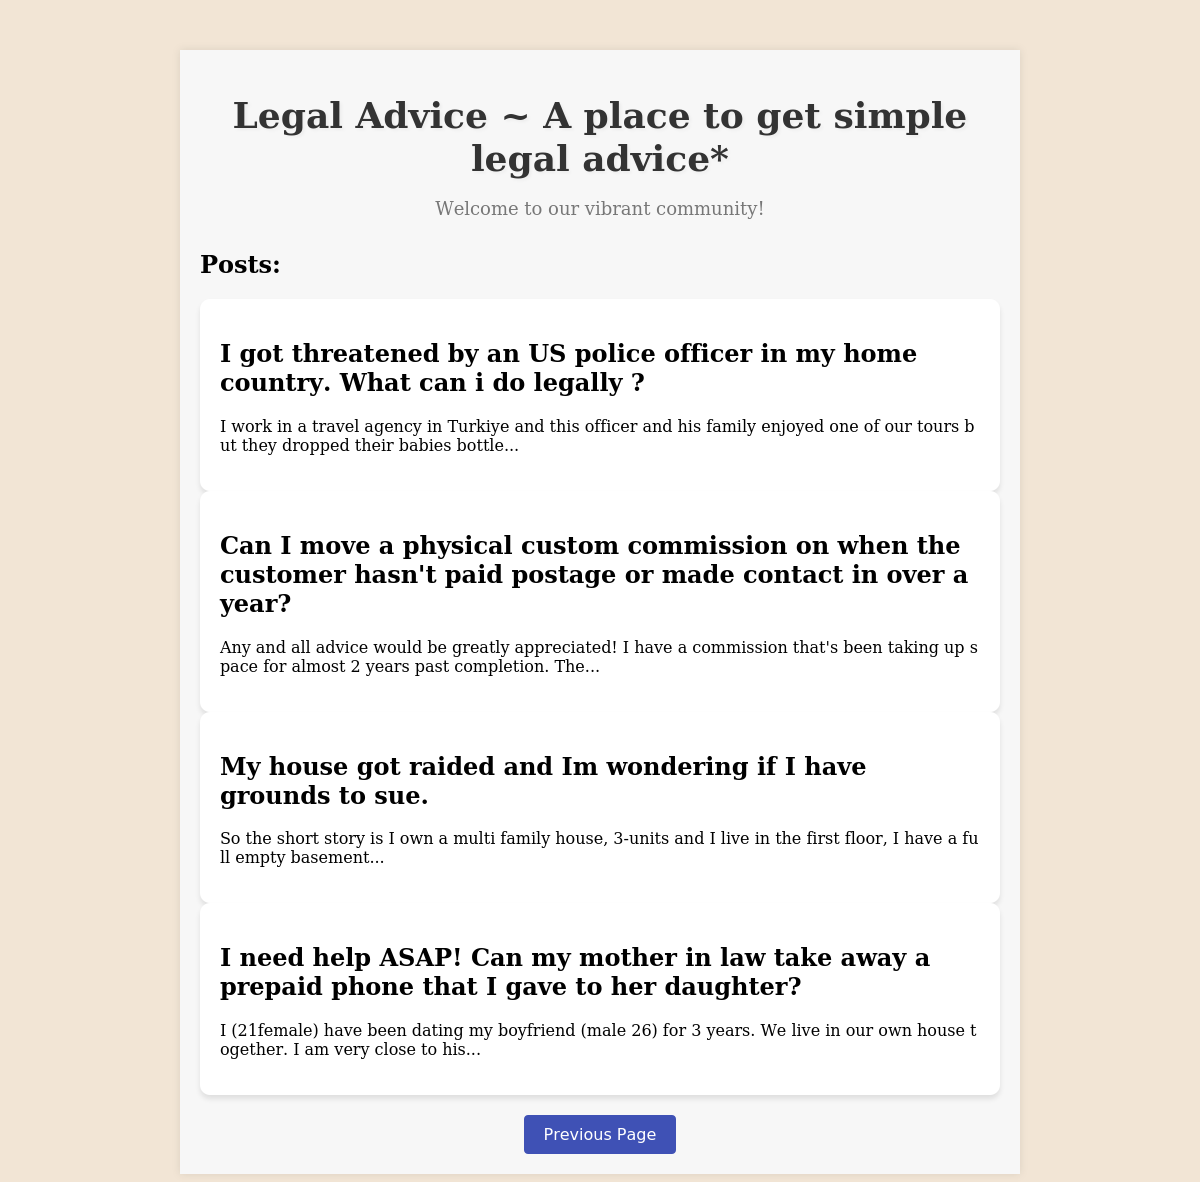 Legal Advice ~ A place to get simple
legal advice*
Welcome to our vibrant community!
Posts:
I got threatened by an US police officer in my home
country. What can i do legally ?
I work in a travel agency in Turkiye and this officer and his family enjoyed one of our tours b
ut they dropped their babies bottle...
Can I move a physical custom commission on when the
customer hasn't paid postage or made contact in over a
year?
Any and all advice would be greatly appreciated! I have a commission that's been taking up s
pace for almost 2 years past completion. The...
My house got raided and Im wondering if I have
grounds to sue.
So the short story is I own a multi family house, 3-units and I live in the first floor, I have a fu
ll empty basement...
I need help ASAP! Can my mother in law take away a
prepaid phone that I gave to her daughter?
I (21female) have been dating my boyfriend (male 26) for 3 years. We live in our own house t
ogether. I am very close to his...
Previous Page